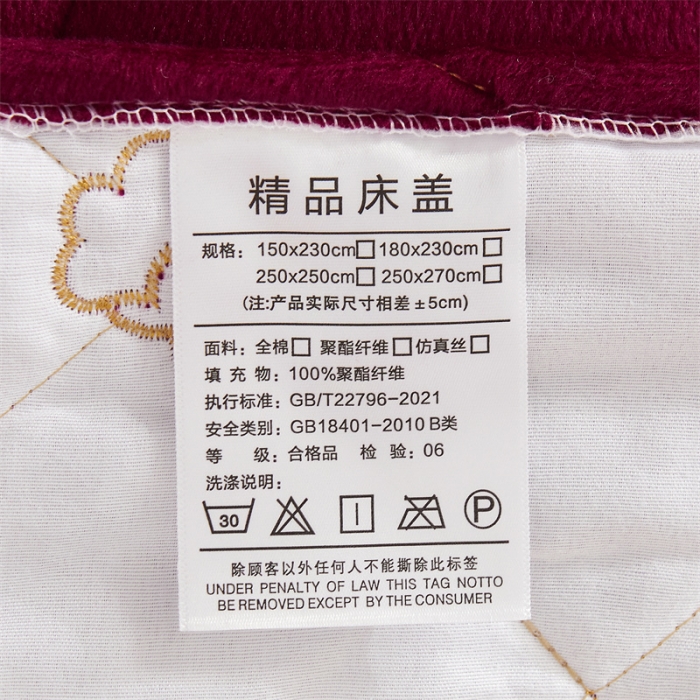 精品床盖
规格：150x230cm□ 180x230cm□
250x250cm□ 250x270cm□
(注:产品实际尺寸相差±5cm)
面料：全棉□ 聚酯纤维□ 仿真丝□
填充物：100%聚酯纤维
执行标准：GB/T22796-2021
安全类别：GB18401-2010 B类
等级：合格品 检验：06
洗涤说明：
30 P
除顾客以外任何人不能撕除此标签
UNDER PENALTY OF LAW THIS TAG NOTTO
BE REMOVED EXCEPT BY THE CONSUMER